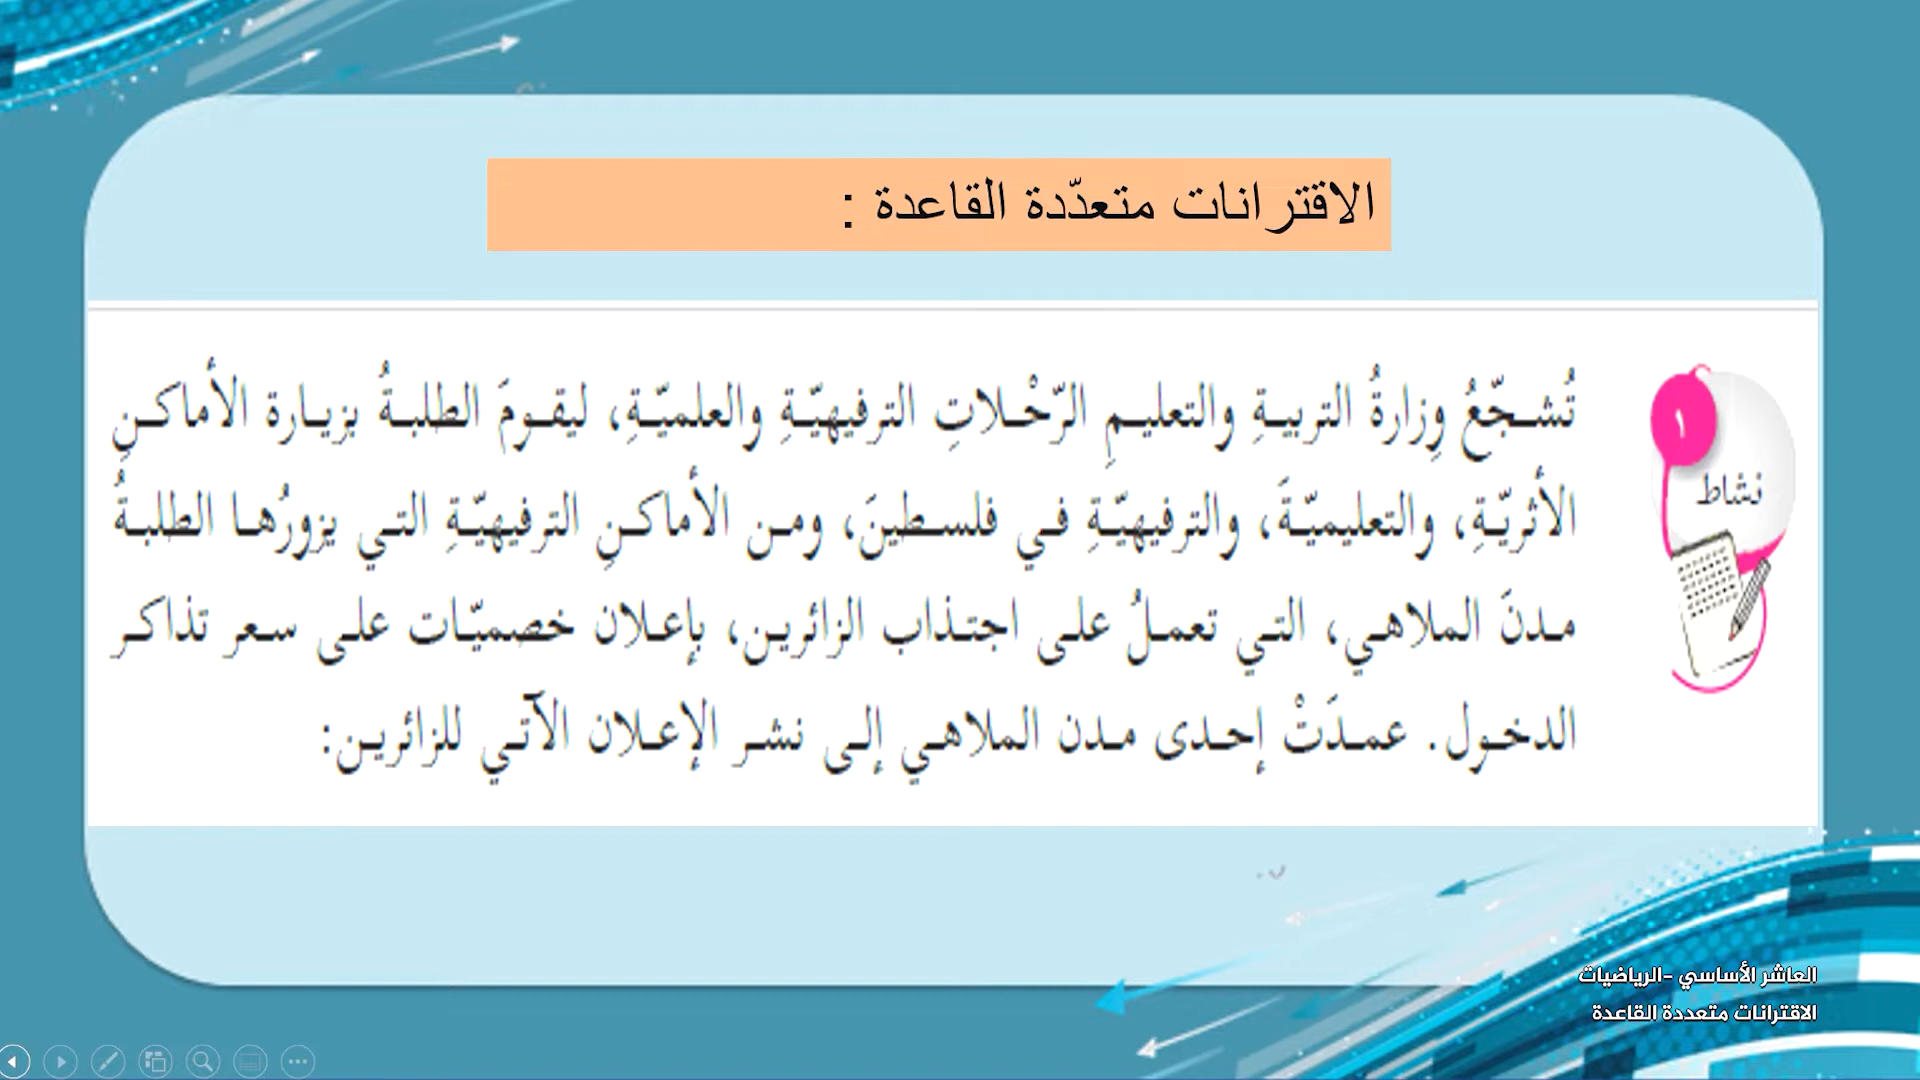 الاقترانات متعدّدة القاعدة :
١
نشاط
تُشجّعُ وِزارةُ التربيةِ والتعليمِ الرّحْلاتِ الترفيهيّةِ والعلميّةِ، ليقومَ الطلبةُ بزيارة الأماكنِ
الأثريّةِ، والتعليميّةَ، والترفيهيّةِ في فلسطينَ، ومن الأماكنِ الترفيهيّةِ التي يزورُها الطلبةُ
مدنَ الملاهي، التي تعملُ على اجتذاب الزائرين، بإعلان خصميّات على سعر تذاكر
الدخول. عمدَتْ إحدى مدن الملاهي إلى نشر الإعلان الآتي للزائرين:
العاشر الأساسي -الرياضيات
الاقترانات متعددة القاعدة